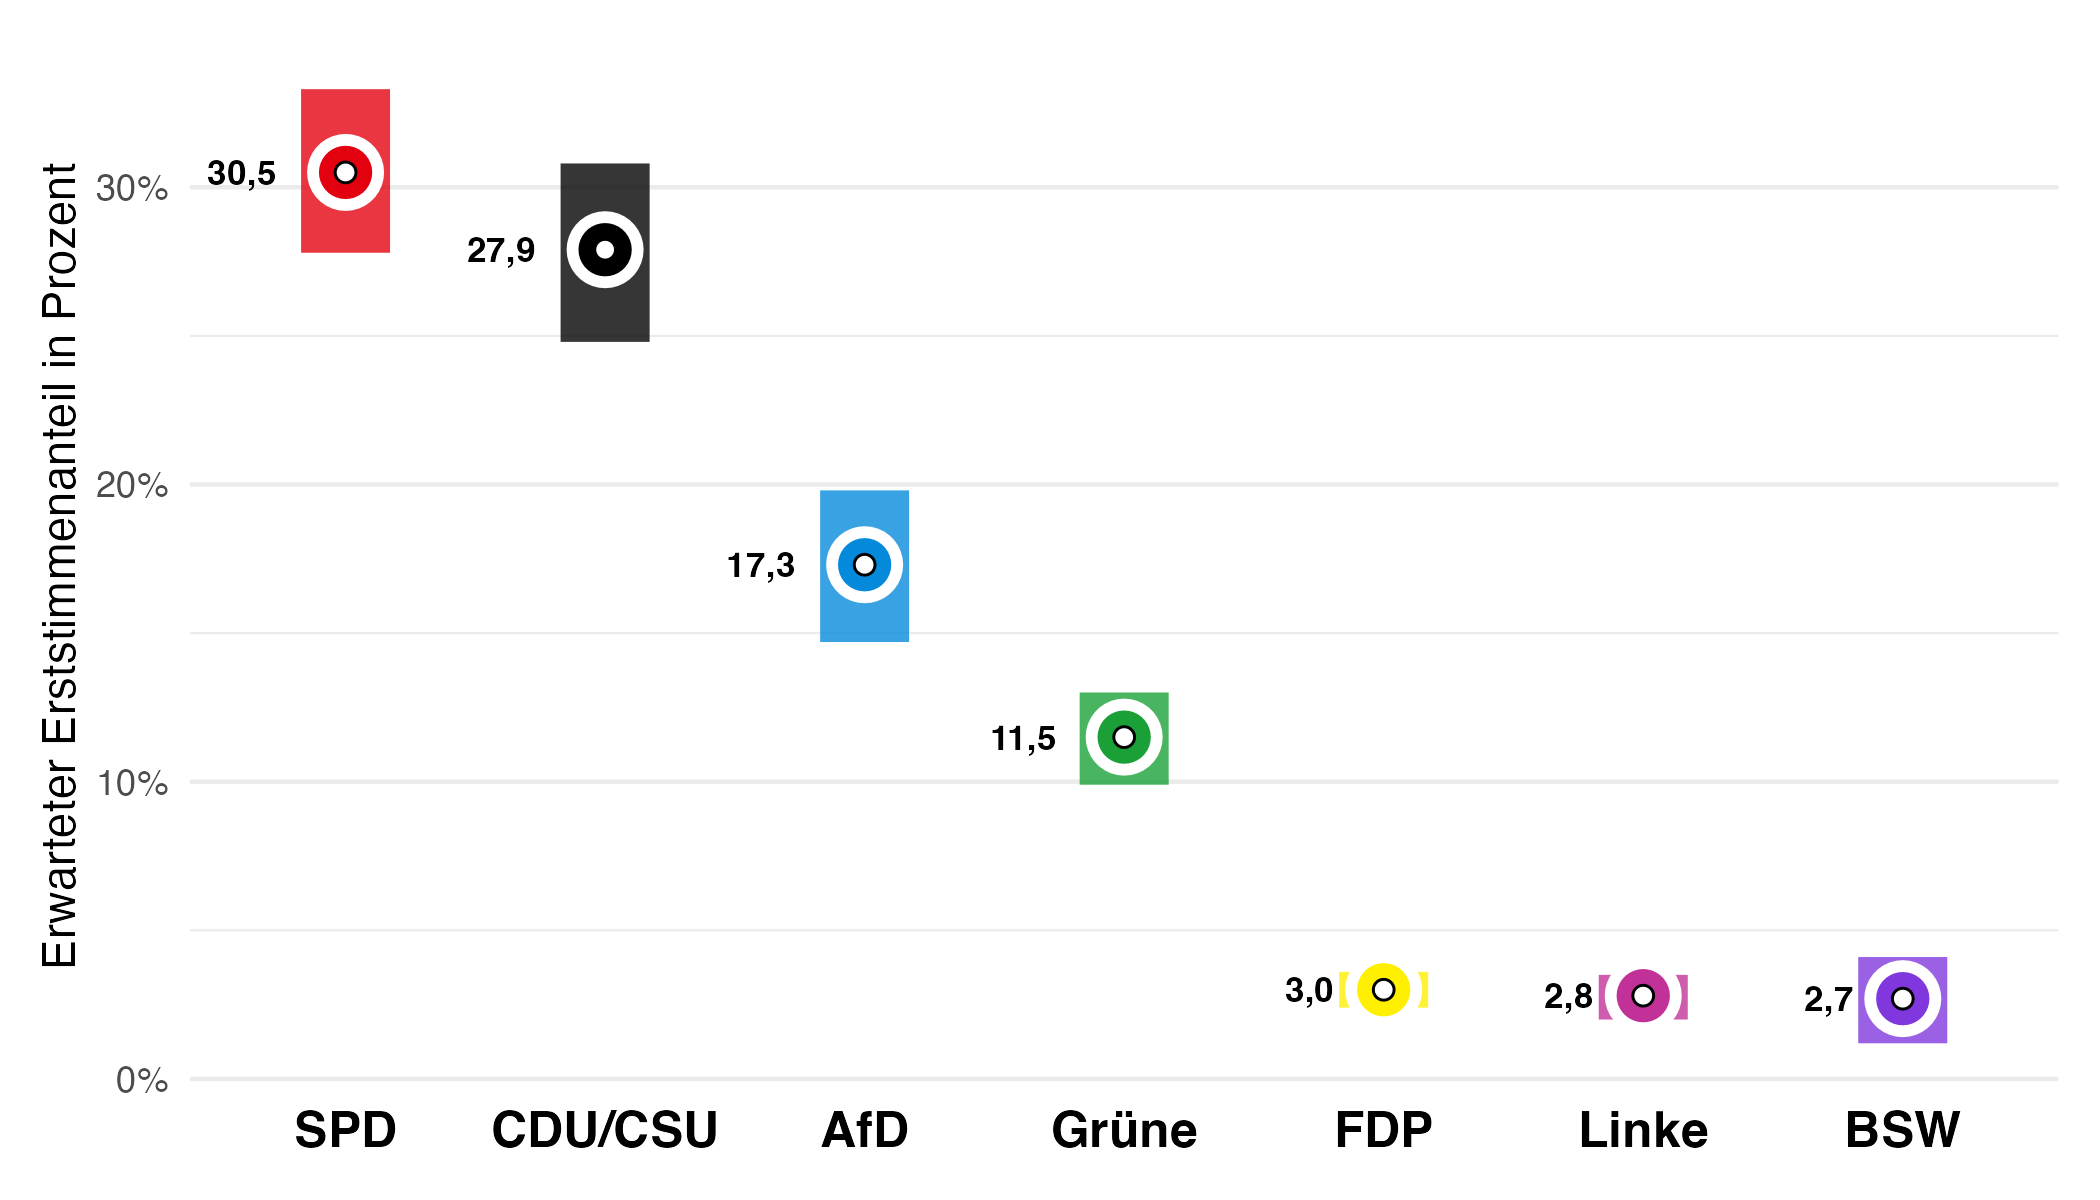 Erwarteter Erststimmenanteil in Prozent
30%
20%
10%
0%
30,5
27,9
17,3
11,5
3,0
2,8
2,7
SPD
CDU/CSU
AfD
Grüne
FDP
Linke
BSW